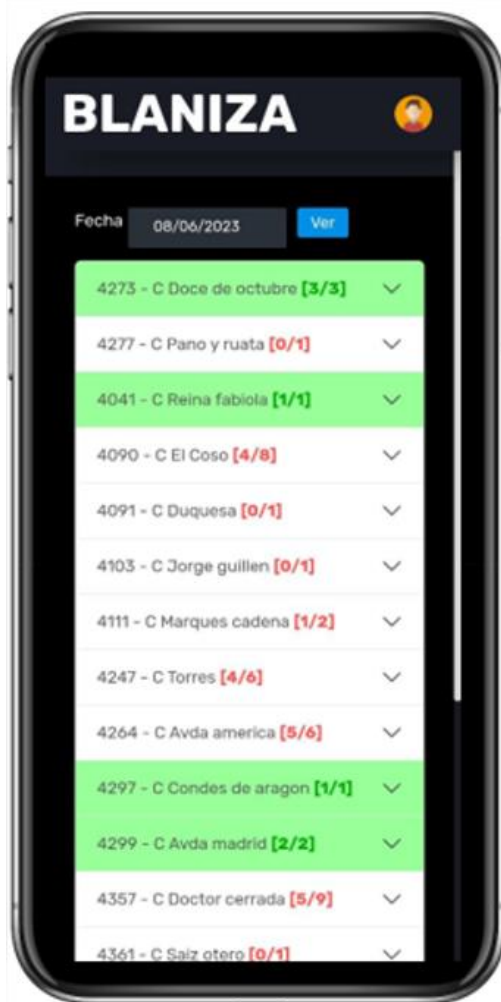 BLANIZA
Fecha 08/06/2023 Ver
4273 - C Doce de octubre [3/3]
4277 - C Pano y ruata [0/1]
4041 - C Reina fabiola [1/1]
4090 - C El Coso [4/8]
4091 - C Duquesa [0/1]
4103 - C Jorge guillen [0/1]
4111 - C Marques cadena [1/2]
4247 - C Torres [4/6]
4264 - C Avda america [5/6]
4297 - C Condes de aragon [1/1]
4299 - C Avda madrid [2/2]
4357 - C Doctor cerrada [5/9]
4361 - C Saiz otero [0/1]